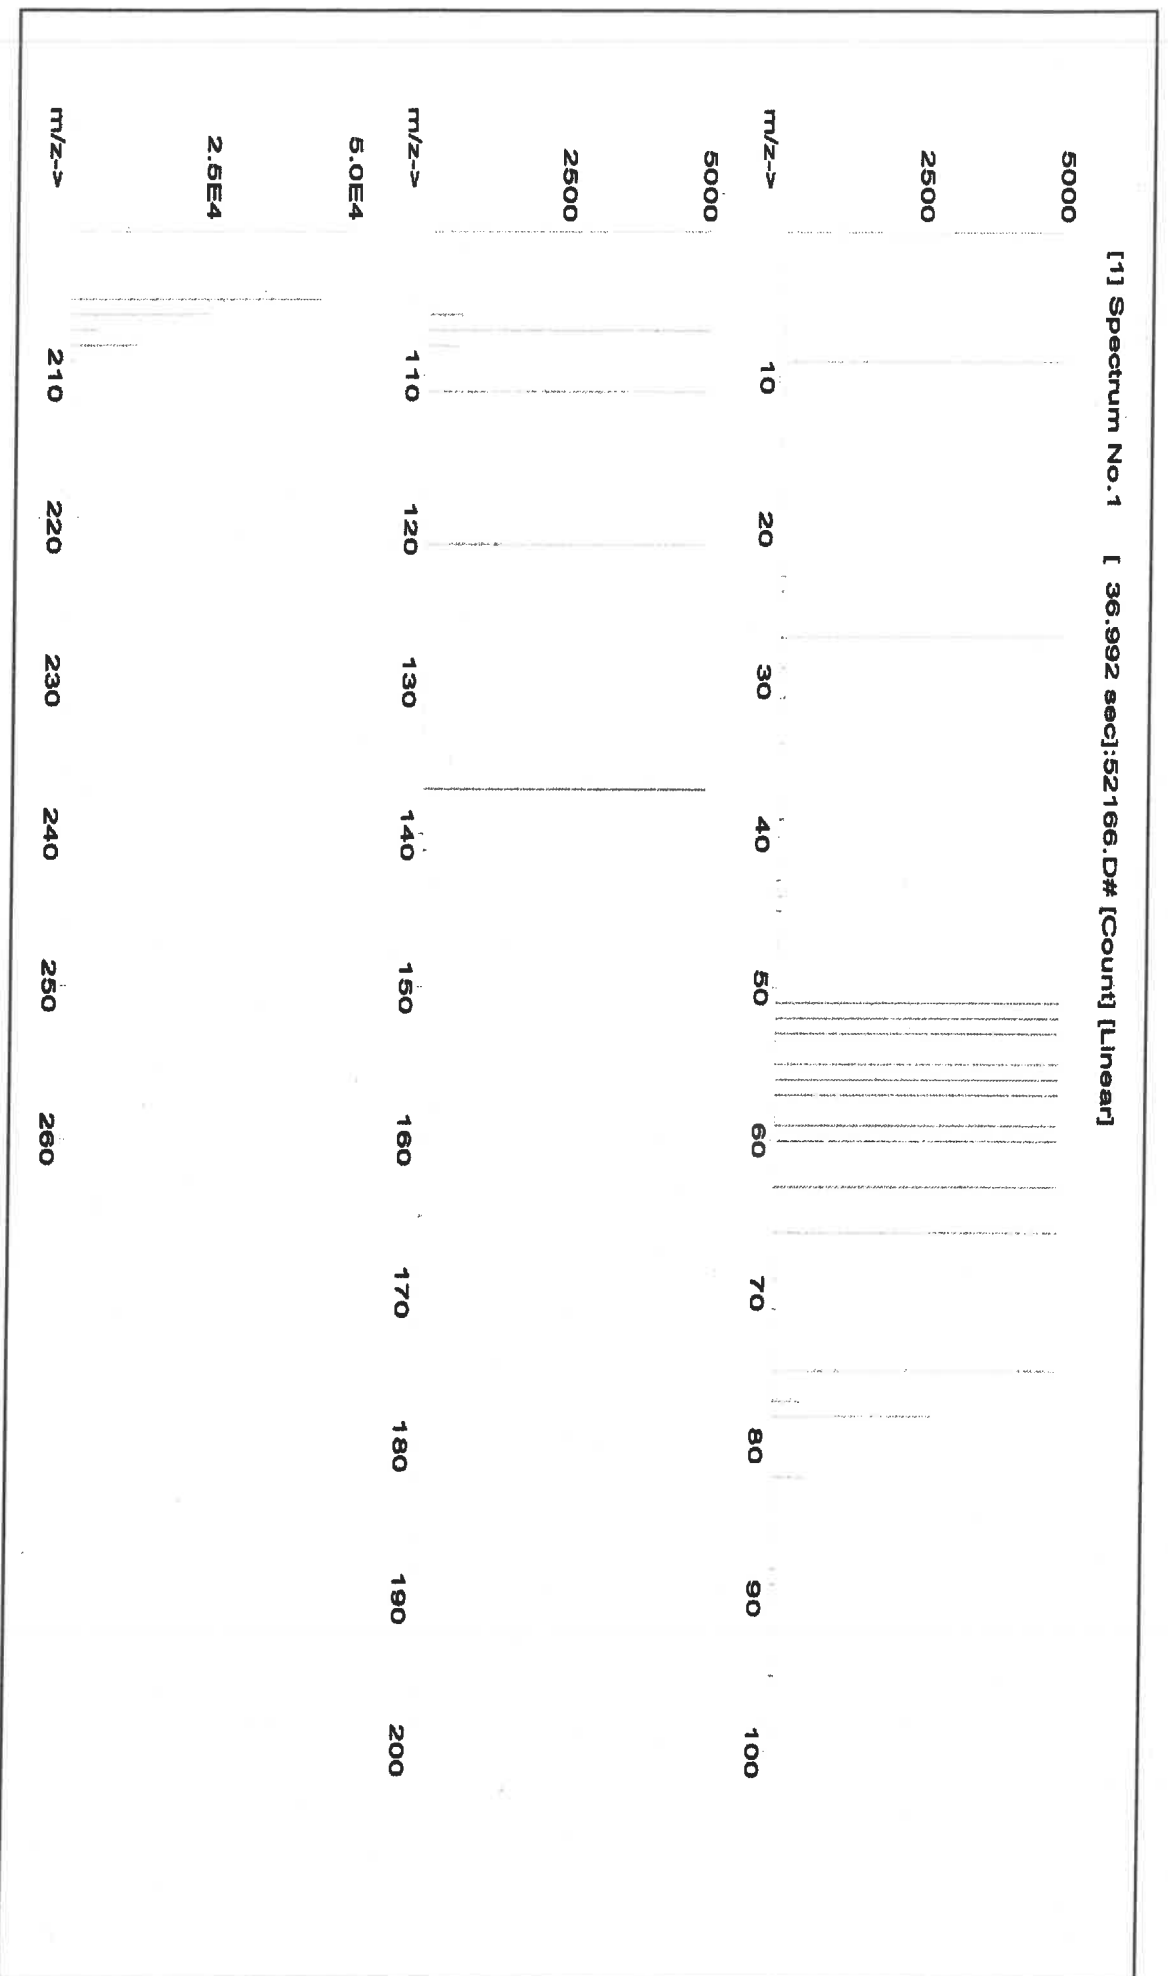 [1] Spectrum No.1 [ 36.992 sec]:52166.D# [Count] [Linear]
5000
2500
m/z-> 10 20 30 40 50 60 70 80 90 100
5000
2500
m/z-> 110 120 130 140 150 160 170 180 190 200
5.0E4
2.5E4
m/z-> 210 220 230 240 250 260